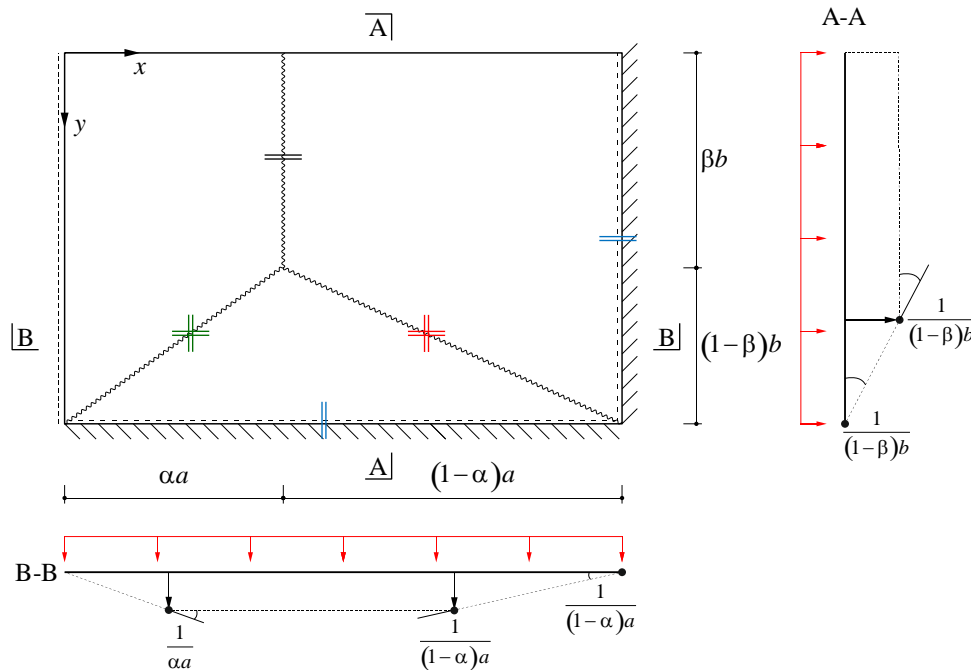 A
A-A
x
y
βb
B
B
(1−β)b
1/(1−β)b
1/(1−β)b
A
αa
(1−α)a
B-B
1/αa
1/(1−α)a
1/(1−α)a